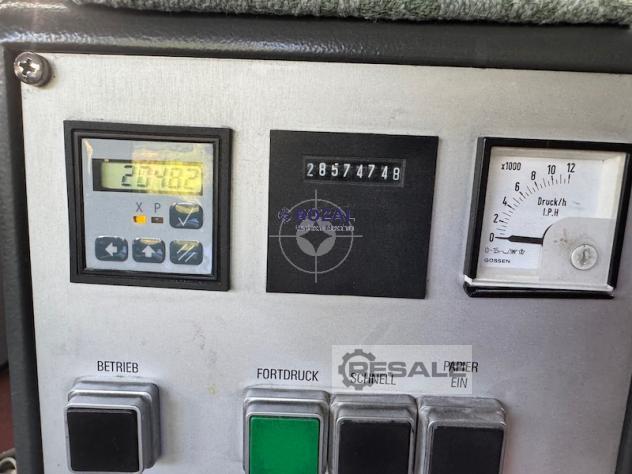 20482
X P
28574748
BOZAL
x1000 2 4 6 8 10 12
0
Druck/h
I.P.H
GOSSEN
BETRIEB
FORTDRUCK
SCHNELL
PAPIER
EIN
RESALE